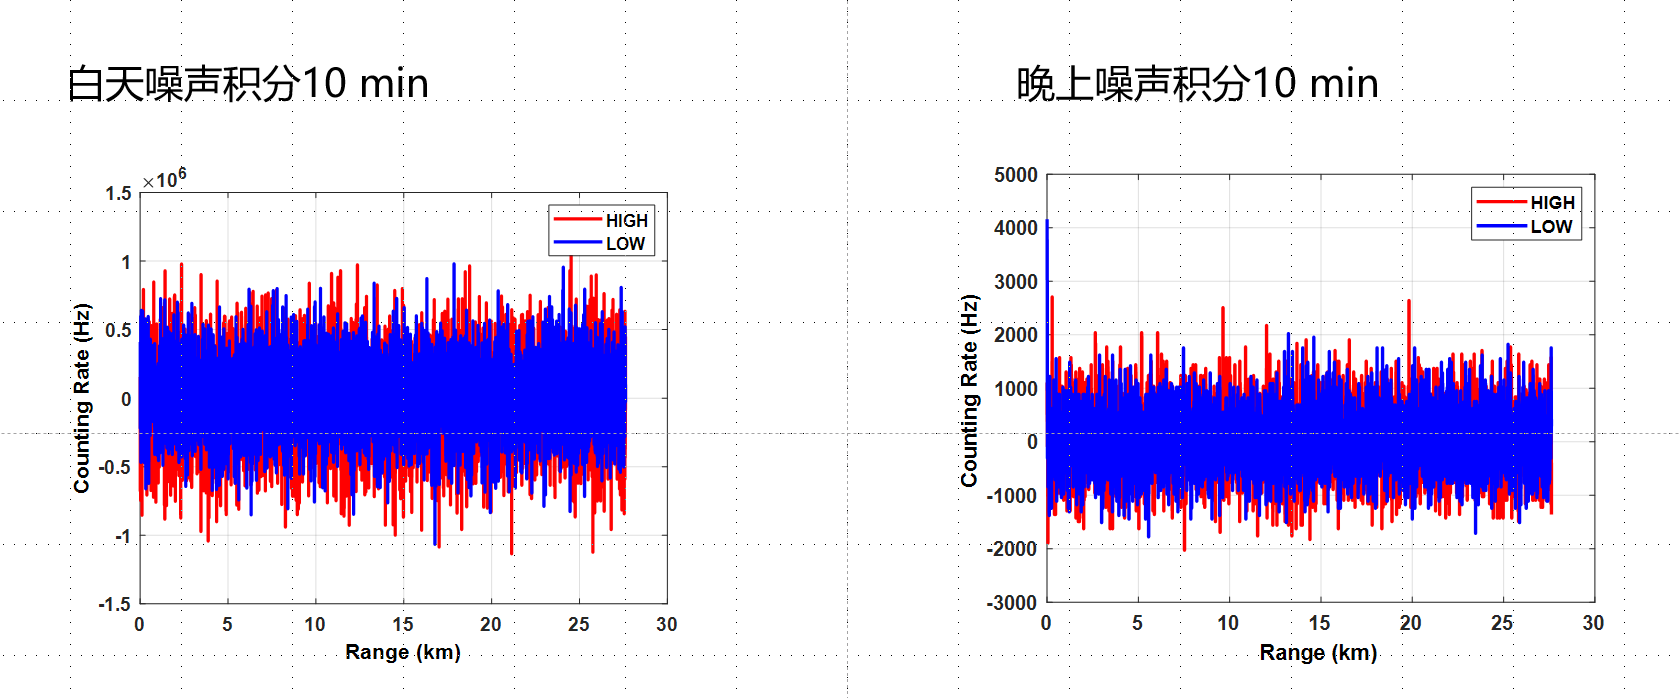 白天噪声积分10 min
晚上噪声积分10 min
×10⁶
1.5
1
0.5
0
-0.5
-1
-1.5
0 5 10 15 20 25 30
Counting Rate (Hz)
Range (km)
HIGH
LOW
5000
4000
3000
2000
1000
0
-1000
-2000
-3000
0 5 10 15 20 25 30
Counting Rate (Hz)
Range (km)
HIGH
LOW